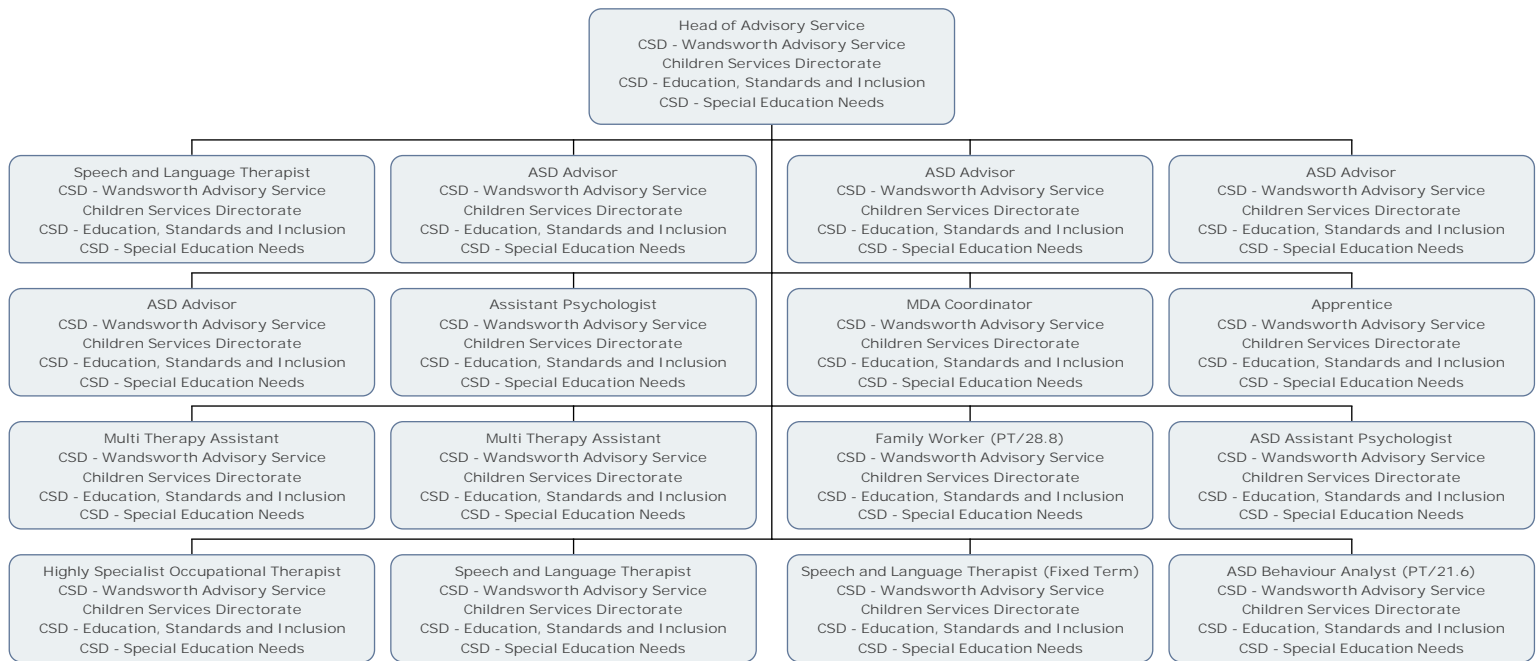 Head of Advisory Service
CSD - Wandsworth Advisory Service
Children Services Directorate
CSD - Education, Standards and Inclusion
CSD - Special Education Needs
Speech and Language Therapist
CSD - Wandsworth Advisory Service
Children Services Directorate
CSD - Education, Standards and Inclusion
CSD - Special Education Needs
ASD Advisor
CSD - Wandsworth Advisory Service
Children Services Directorate
CSD - Education, Standards and Inclusion
CSD - Special Education Needs
ASD Advisor
CSD - Wandsworth Advisory Service
Children Services Directorate
CSD - Education, Standards and Inclusion
CSD - Special Education Needs
ASD Advisor
CSD - Wandsworth Advisory Service
Children Services Directorate
CSD - Education, Standards and Inclusion
CSD - Special Education Needs
ASD Advisor
CSD - Wandsworth Advisory Service
Children Services Directorate
CSD - Education, Standards and Inclusion
CSD - Special Education Needs
Assistant Psychologist
CSD - Wandsworth Advisory Service
Children Services Directorate
CSD - Education, Standards and Inclusion
CSD - Special Education Needs
MDA Coordinator
CSD - Wandsworth Advisory Service
Children Services Directorate
CSD - Education, Standards and Inclusion
CSD - Special Education Needs
Apprentice
CSD - Wandsworth Advisory Service
Children Services Directorate
CSD - Education, Standards and Inclusion
CSD - Special Education Needs
Multi Therapy Assistant
CSD - Wandsworth Advisory Service
Children Services Directorate
CSD - Education, Standards and Inclusion
CSD - Special Education Needs
Multi Therapy Assistant
CSD - Wandsworth Advisory Service
Children Services Directorate
CSD - Education, Standards and Inclusion
CSD - Special Education Needs
Family Worker (PT/28.8)
CSD - Wandsworth Advisory Service
Children Services Directorate
CSD - Education, Standards and Inclusion
CSD - Special Education Needs
ASD Assistant Psychologist
CSD - Wandsworth Advisory Service
Children Services Directorate
CSD - Education, Standards and Inclusion
CSD - Special Education Needs
Highly Specialist Occupational Therapist
CSD - Wandsworth Advisory Service
Children Services Directorate
CSD - Education, Standards and Inclusion
CSD - Special Education Needs
Speech and Language Therapist
CSD - Wandsworth Advisory Service
Children Services Directorate
CSD - Education, Standards and Inclusion
CSD - Special Education Needs
Speech and Language Therapist (Fixed Term)
CSD - Wandsworth Advisory Service
Children Services Directorate
CSD - Education, Standards and Inclusion
CSD - Special Education Needs
ASD Behaviour Analyst (PT/21.6)
CSD - Wandsworth Advisory Service
Children Services Directorate
CSD - Education, Standards and Inclusion
CSD - Special Education Needs